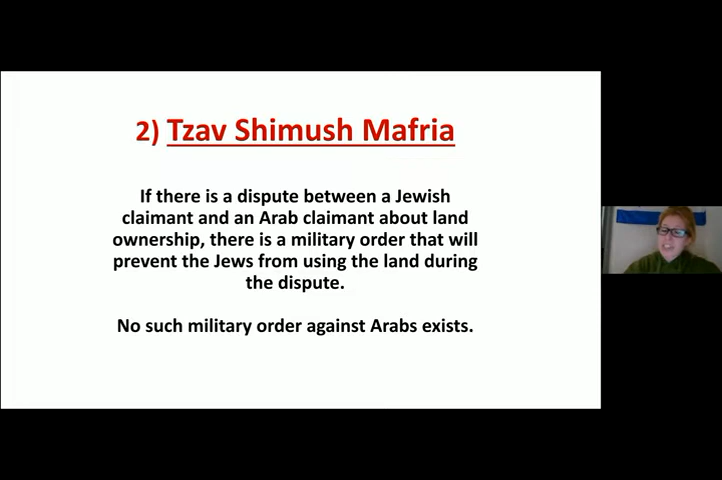 2) Tzav Shimush Mafria
If there is a dispute between a Jewish
claimant and an Arab claimant about land
ownership, there is a military order that will
prevent the Jews from using the land during
the dispute.
No such military order against Arabs exists.